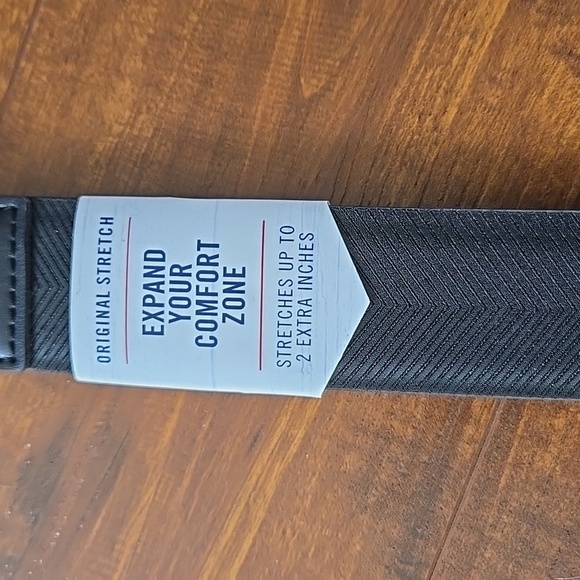 ORIGINAL STRETCH
EXPAND
YOUR
COMFORT
ZONE
STRETCHES UP TO
2 EXTRA INCHES